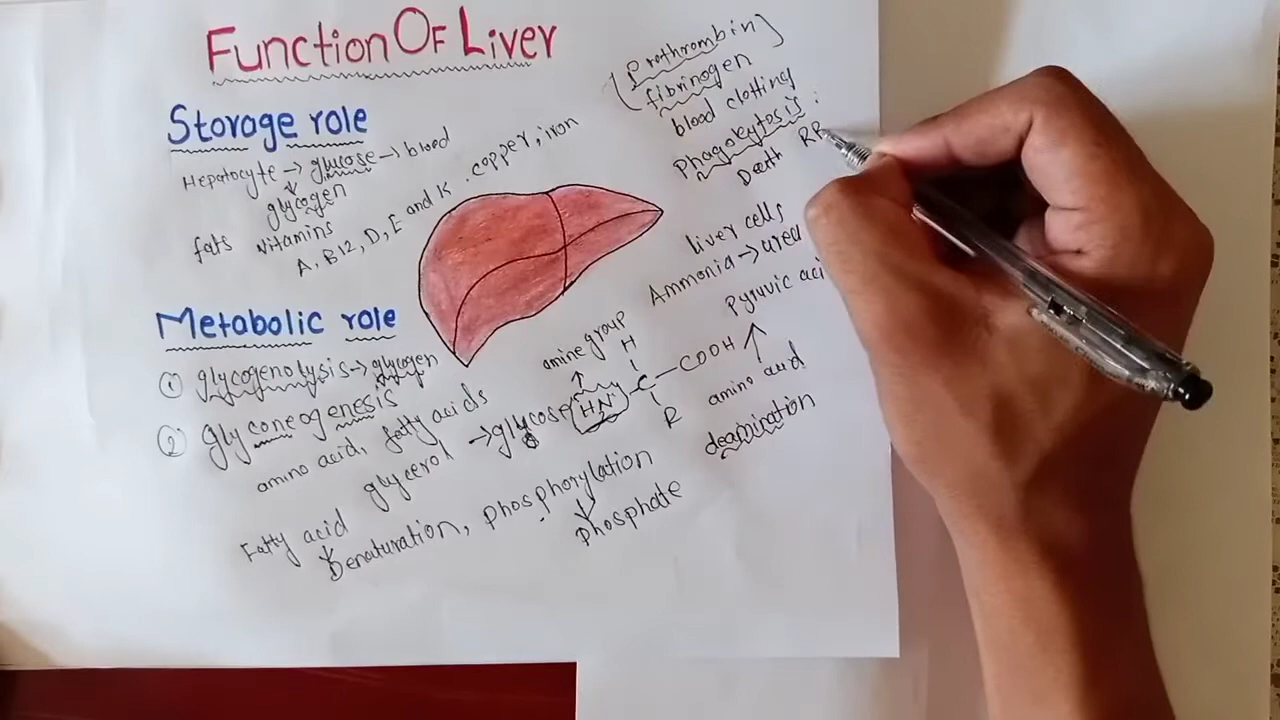 Function Of Liver
Storage role
Hepatocyte → glucose → blood
↓
glycogen
fats vitamins
A, B12, D, E and K . copper, iron
Metabolic role
① glycogenolysis → glycogen
② glyconeogenesis
amino acid, fatty acids
glycerol → glucose
Fatty acid
↓
Denaturation, phosphorylation
↓
Phosphate
(Prothrombin)
fibrinogen
blood clotting
Phagocytosis :
Death RB
liver cells
Ammonia → urea
Pyruvic aci
↑
amino acid
deamination
amine group
↑
H
HN - C - COOH
R